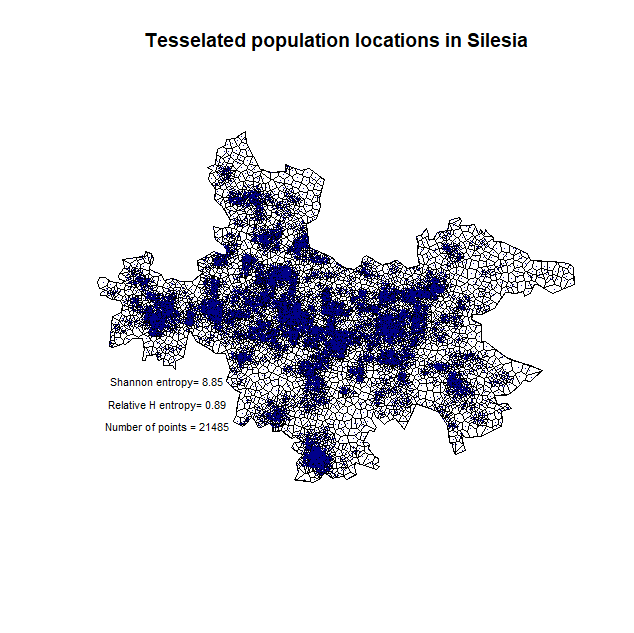 Tesselated population locations in Silesia
Shannon entropy= 8.85
Relative H entropy= 0.89
Number of points = 21485